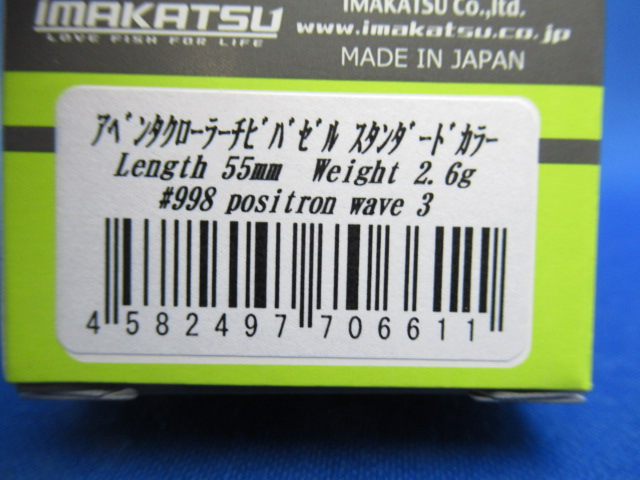 IMAKATSU
LOVE FISH FOR LIFE
IMAKATSU Co.,ltd.
www.imakatsu.co.jp
MADE IN JAPAN
ｱﾍﾞﾝﾀｸﾛｰﾗｰﾁﾋﾞﾊﾞｾﾞﾙ ｽﾀﾝﾀﾞｰﾄﾞｶﾗｰ
Length 55mm Weight 2.6g
#998 positron wave 3
4 582497 706611